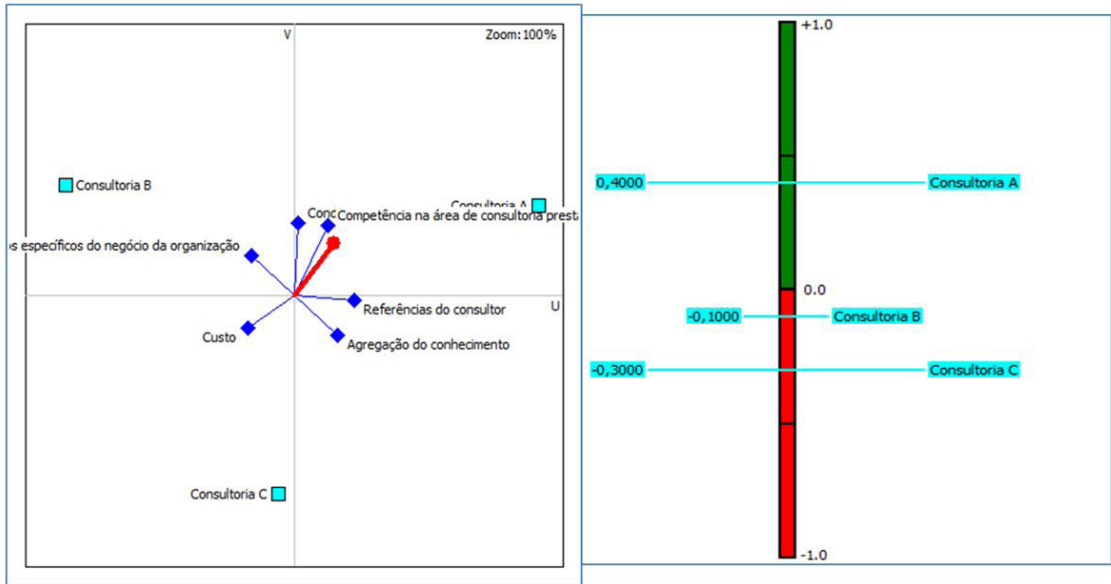 V
Zoom:100%
Consultoria B
Consultoria A
Conc
Competência na área de consultoria prest
os específicos do negócio da organização
U
Referências do consultor
Custo
Agregação do conhecimento
Consultoria C
+1.0
0,4000
Consultoria A
0.0
-0,1000
Consultoria B
-0,3000
Consultoria C
-1.0